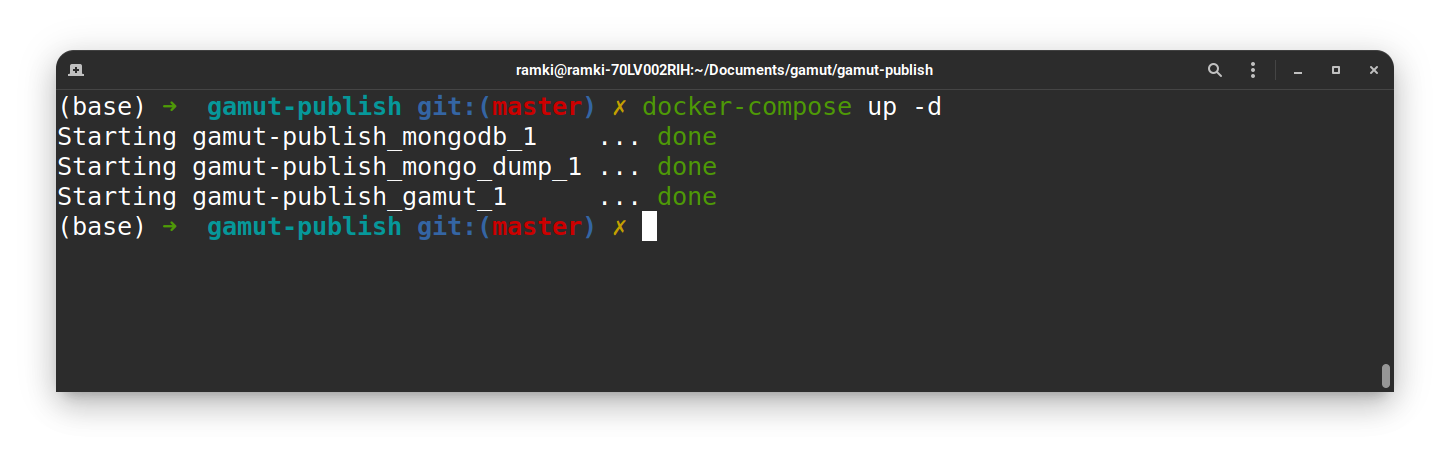 ramki@ramki-70LV002RIH:~/Documents/gamut/gamut-publish
(base) ➜  gamut-publish git:(master) ✗ docker-compose up -d
Starting gamut-publish_mongodb_1    ... done
Starting gamut-publish_mongo_dump_1 ... done
Starting gamut-publish_gamut_1      ... done
(base) ➜  gamut-publish git:(master) ✗